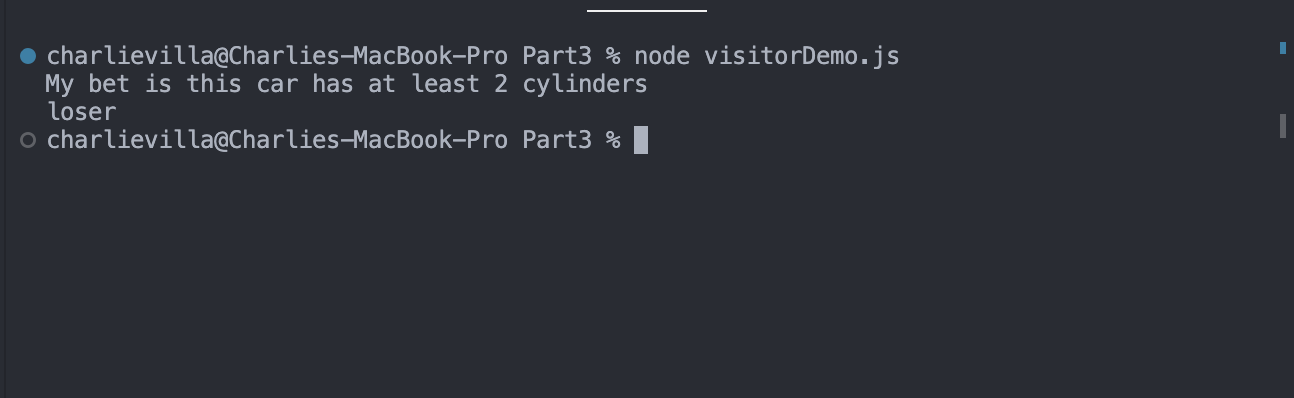 charlievilla@Charlies-MacBook-Pro Part3 % node visitorDemo.js
My bet is this car has at least 2 cylinders
loser
charlievilla@Charlies-MacBook-Pro Part3 %